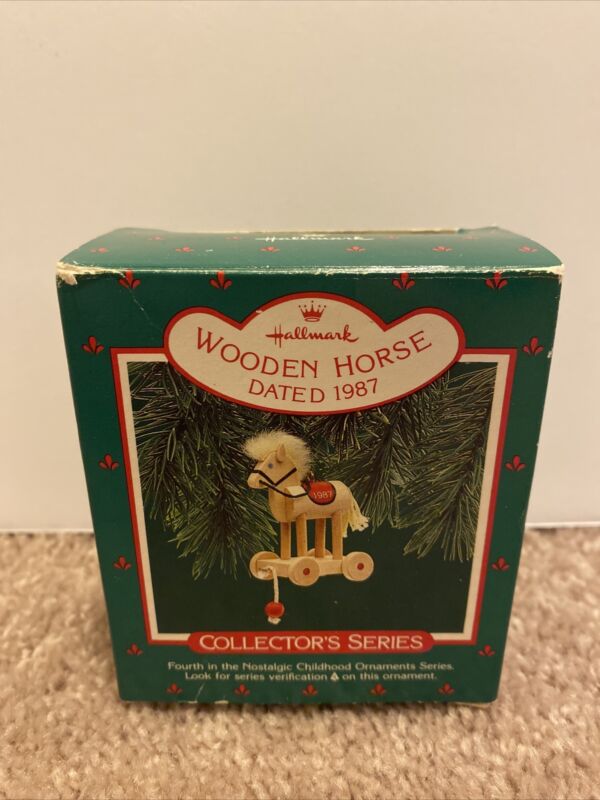 Hallmark
Hallmark
WOODEN HORSE
DATED 1987
1987
COLLECTOR'S SERIES
Fourth in the Nostalgic Childhood Ornaments Series.
Look for series verification on this ornament.